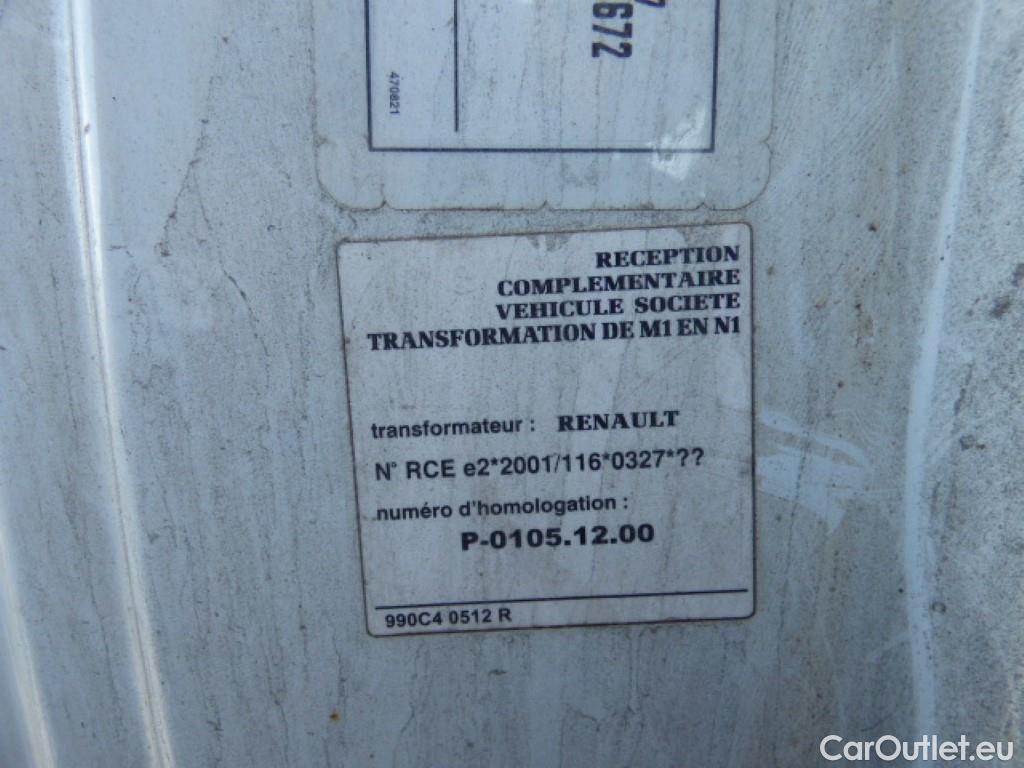 672
470821
RECEPTION
COMPLEMENTAIRE
VEHICULE SOCIETE
TRANSFORMATION DE M1 EN N1
transformateur : RENAULT
N° RCE e2*2001/116*0327*??
numéro d'homologation :
P-0105.12.00
990C4 0512 R
CarOutlet.eu